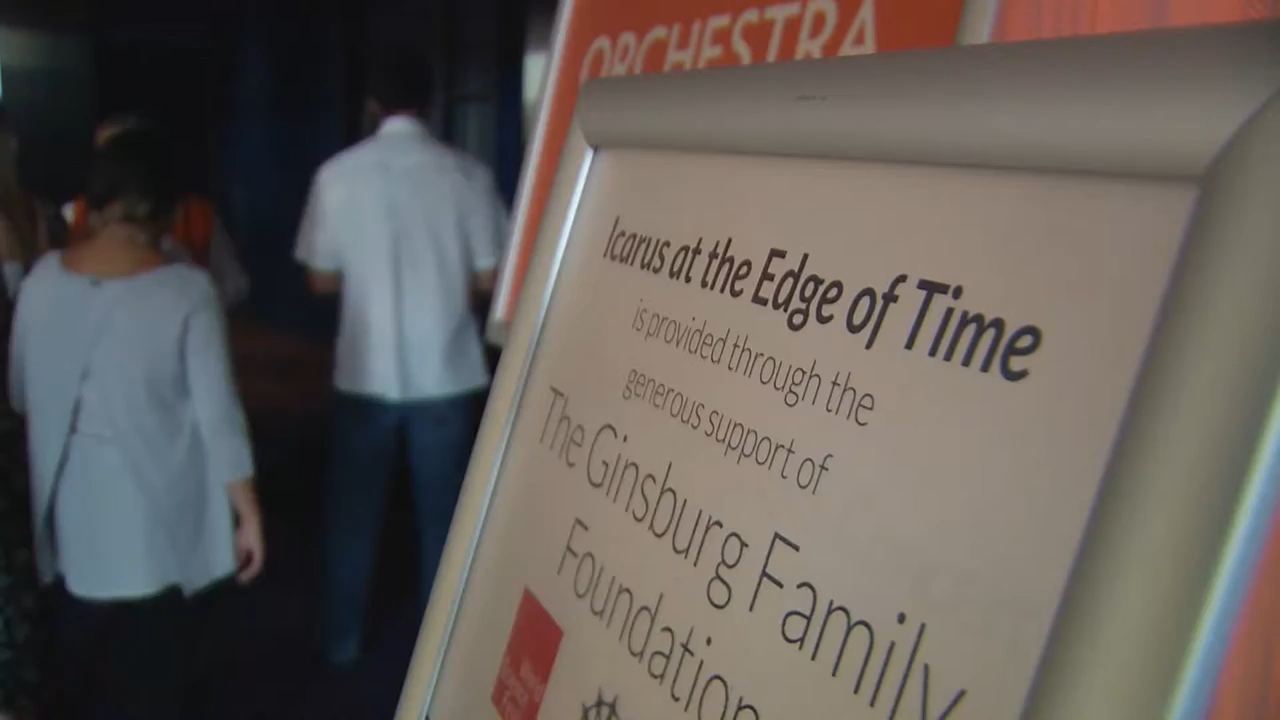 ORCHESTRA
Icarus at the Edge of Time
is provided through the
generous support of
The Ginsburg Family
Foundation